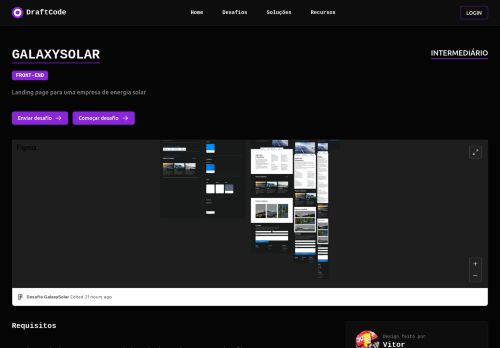 DraftCode
Home
Desafios
Soluções
Recursos
LOGIN
GALAXYSOLAR
INTERMEDIÁRIO
FRONT-END
Landing page para uma empresa de energia solar
Enviar desafio
Começar desafio
Figma
Desafio GalaxySolar Edited 21 hours ago
Requisitos
Design feito por
Vitor